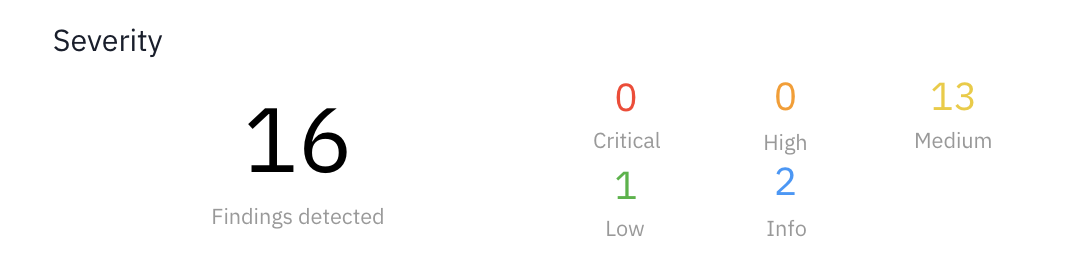 Severity
16
Findings detected
0
Critical
0
High
13
Medium
1
Low
2
Info